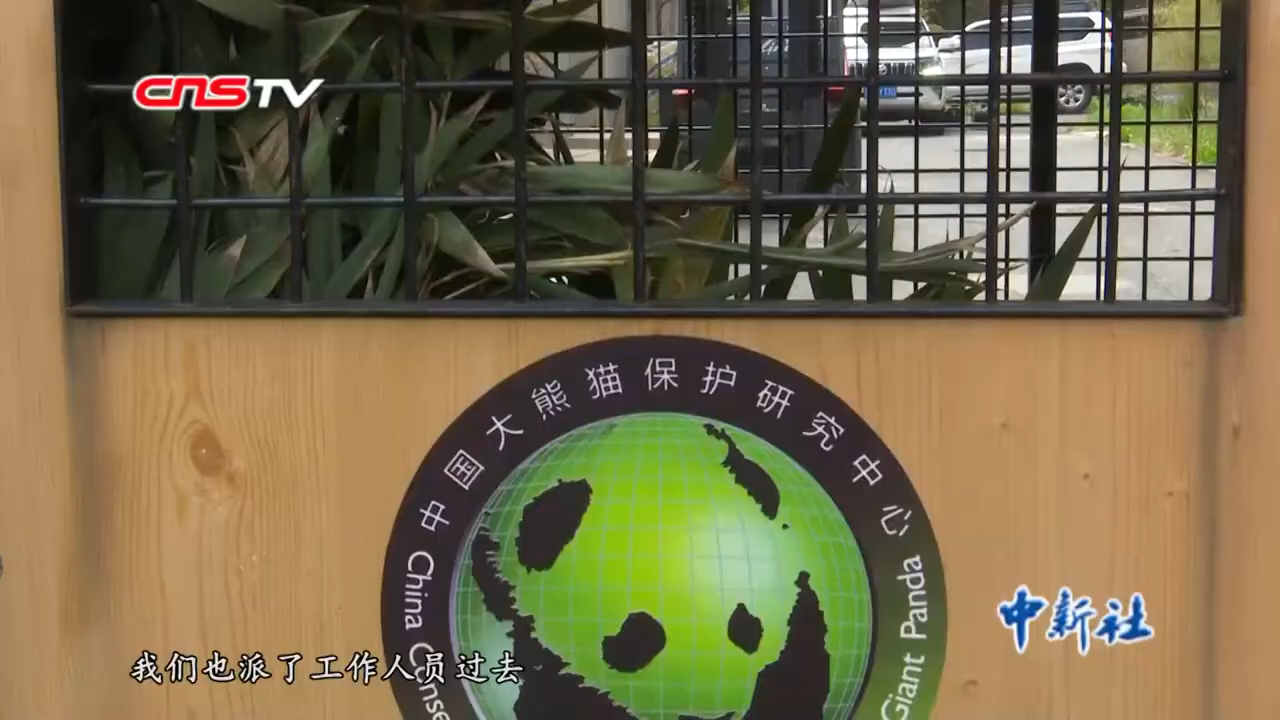 CNSTV
中国大熊猫保护研究中心
China Conse
Giant Panda
中新社
我们也派了工作人员过去